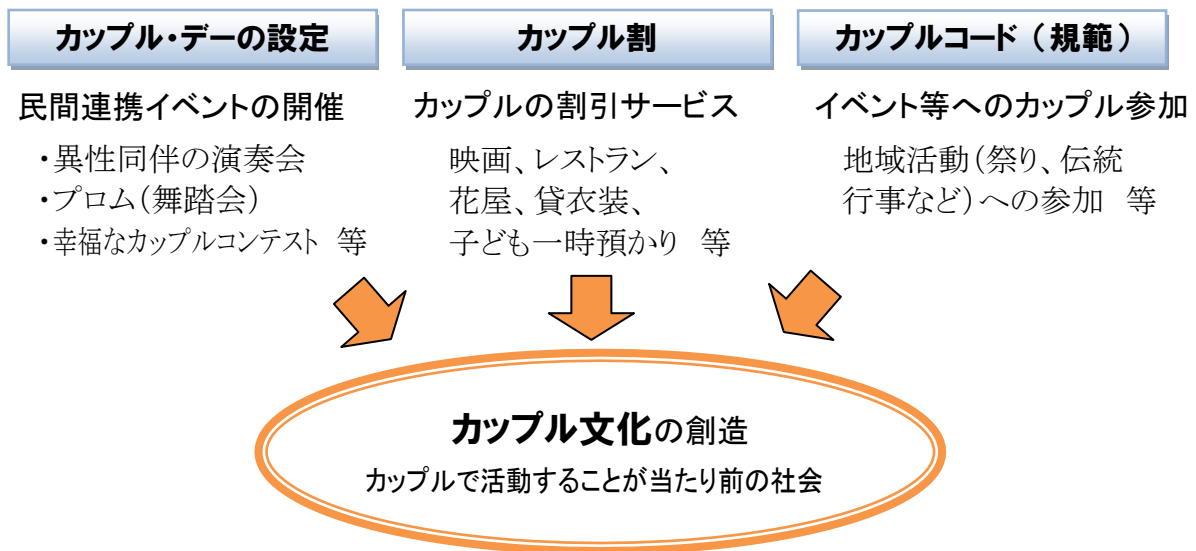 カップル・デーの設定
民間連携イベントの開催
・異性同伴の演奏会
・プロム(舞踏会)
・幸福なカップルコンテスト 等
カップル割
カップルの割引サービス
映画、レストラン、
花屋、貸衣装、
子ども一時預かり 等
カップルコード(規範)
イベント等へのカップル参加
地域活動(祭り、伝統
行事など)への参加 等
カップル文化の創造
カップルで活動することが当たり前の社会